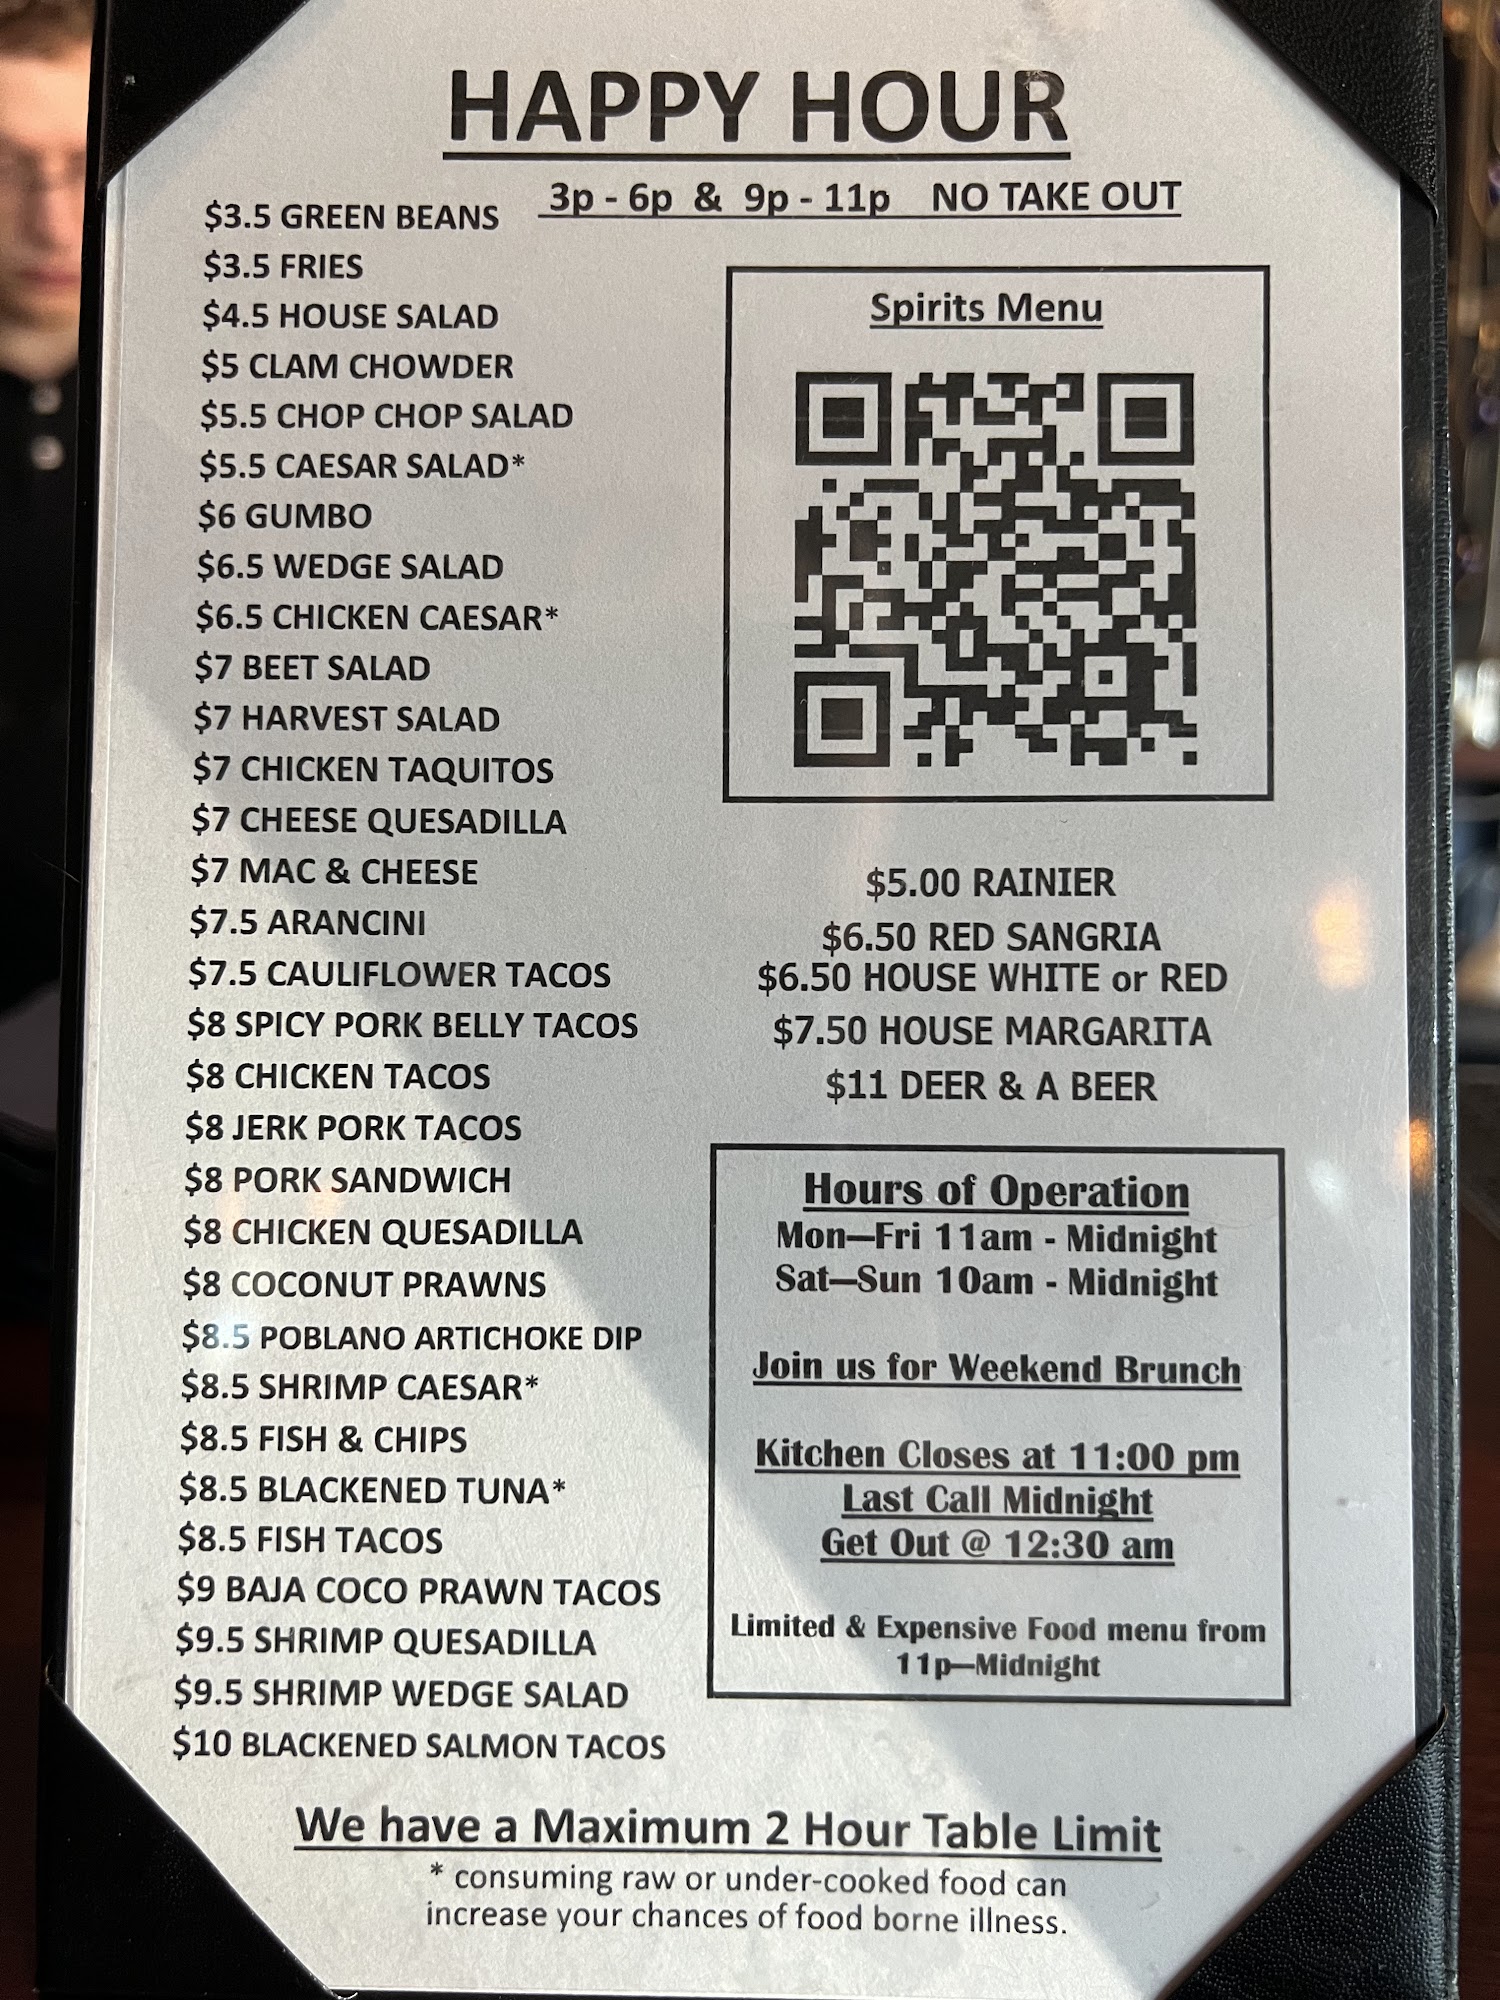 HAPPY HOUR
3p - 6p & 9p - 11p NO TAKE OUT
$3.5 GREEN BEANS
$3.5 FRIES
$4.5 HOUSE SALAD
$5 CLAM CHOWDER
$5.5 CHOP CHOP SALAD
$5.5 CAESAR SALAD*
$6 GUMBO
$6.5 WEDGE SALAD
$6.5 CHICKEN CAESAR*
$7 BEET SALAD
$7 HARVEST SALAD
$7 CHICKEN TAQUITOS
$7 CHEESE QUESADILLA
$7 MAC & CHEESE
$7.5 ARANCINI
$7.5 CAULIFLOWER TACOS
$8 SPICY PORK BELLY TACOS
$8 CHICKEN TACOS
$8 JERK PORK TACOS
$8 PORK SANDWICH
$8 CHICKEN QUESADILLA
$8 COCONUT PRAWNS
$8.5 POBLANO ARTICHOKE DIP
$8.5 SHRIMP CAESAR*
$8.5 FISH & CHIPS
$8.5 BLACKENED TUNA*
$8.5 FISH TACOS
$9 BAJA COCO PRAWN TACOS
$9.5 SHRIMP QUESADILLA
$9.5 SHRIMP WEDGE SALAD
$10 BLACKENED SALMON TACOS
Spirits Menu
$5.00 RAINIER
$6.50 RED SANGRIA
$6.50 HOUSE WHITE or RED
$7.50 HOUSE MARGARITA
$11 DEER & A BEER
Hours of Operation
Mon—Fri 11am - Midnight
Sat—Sun 10am - Midnight
Join us for Weekend Brunch
Kitchen Closes at 11:00 pm
Last Call Midnight
Get Out @ 12:30 am
Limited & Expensive Food menu from
11p—Midnight
We have a Maximum 2 Hour Table Limit
* consuming raw or under-cooked food can
increase your chances of food borne illness.